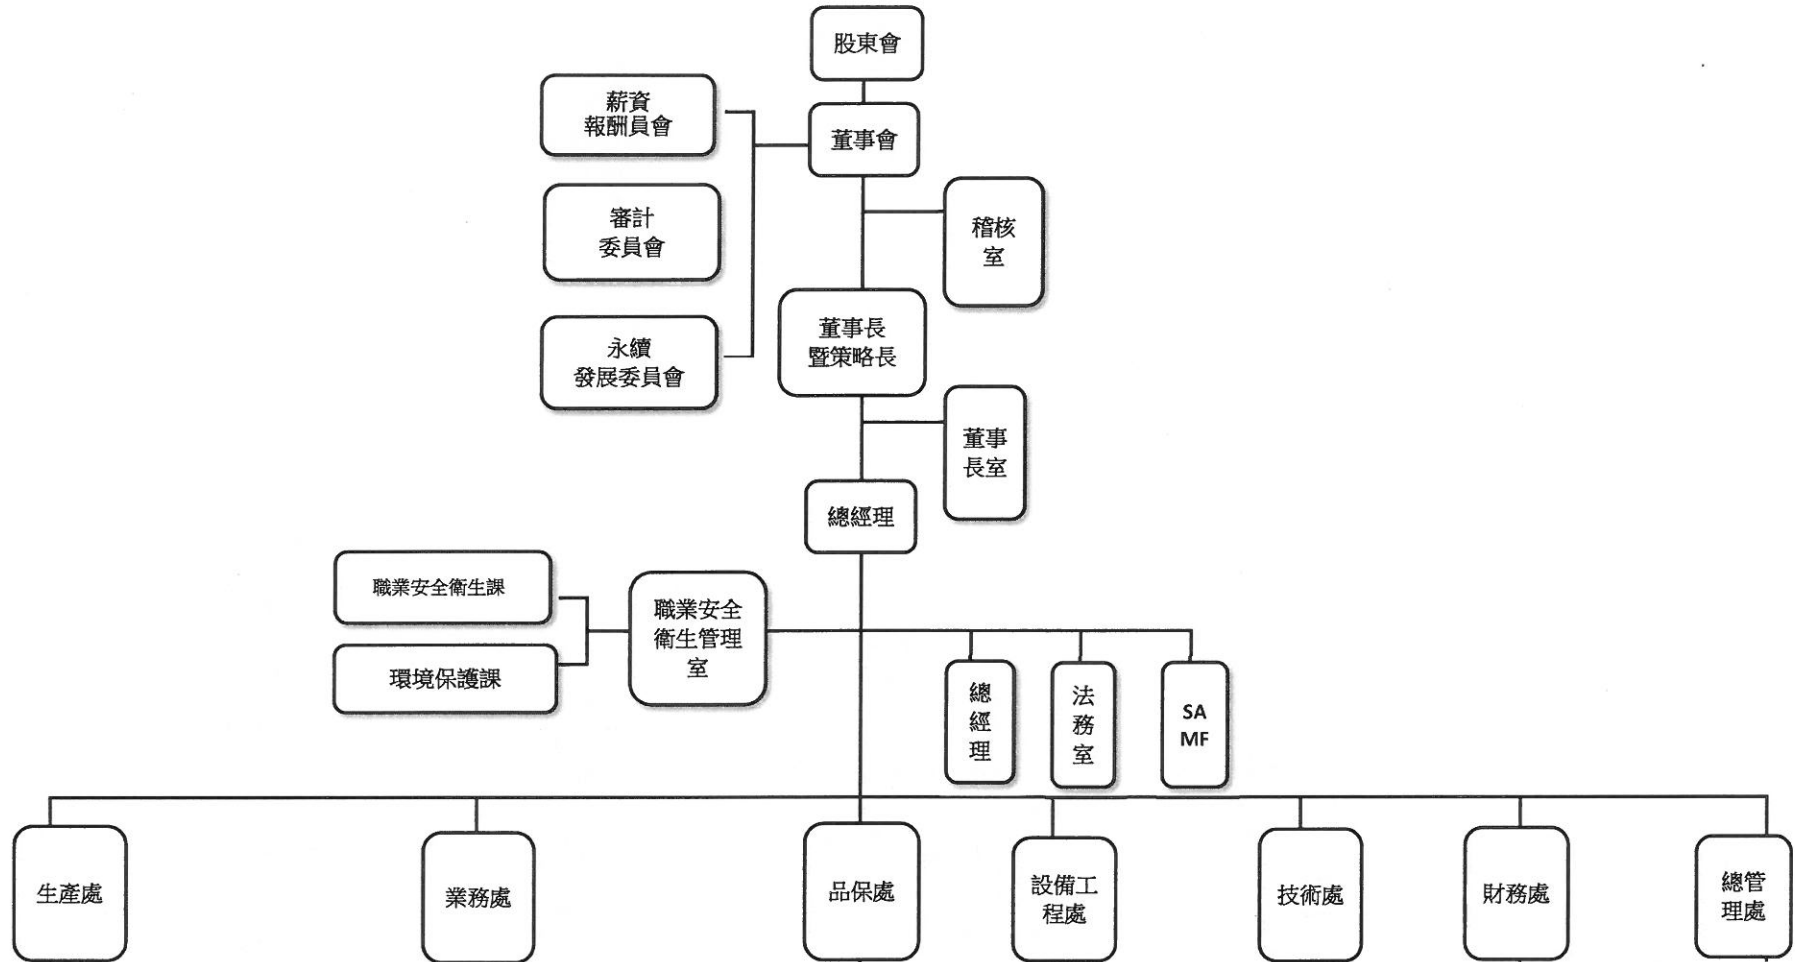 股東會
薪資
報酬員會
董事會
審計
委員會
稽核
室
永續
發展委員會
董事長
暨策略長
董事
長室
總經理
職業安全衛生課
環境保護課
職業安全
衛生管理
室
總
經
理
法
務
室
SA
MF
生產處
業務處
品保處
設備工
程處
技術處
財務處
總管
理處